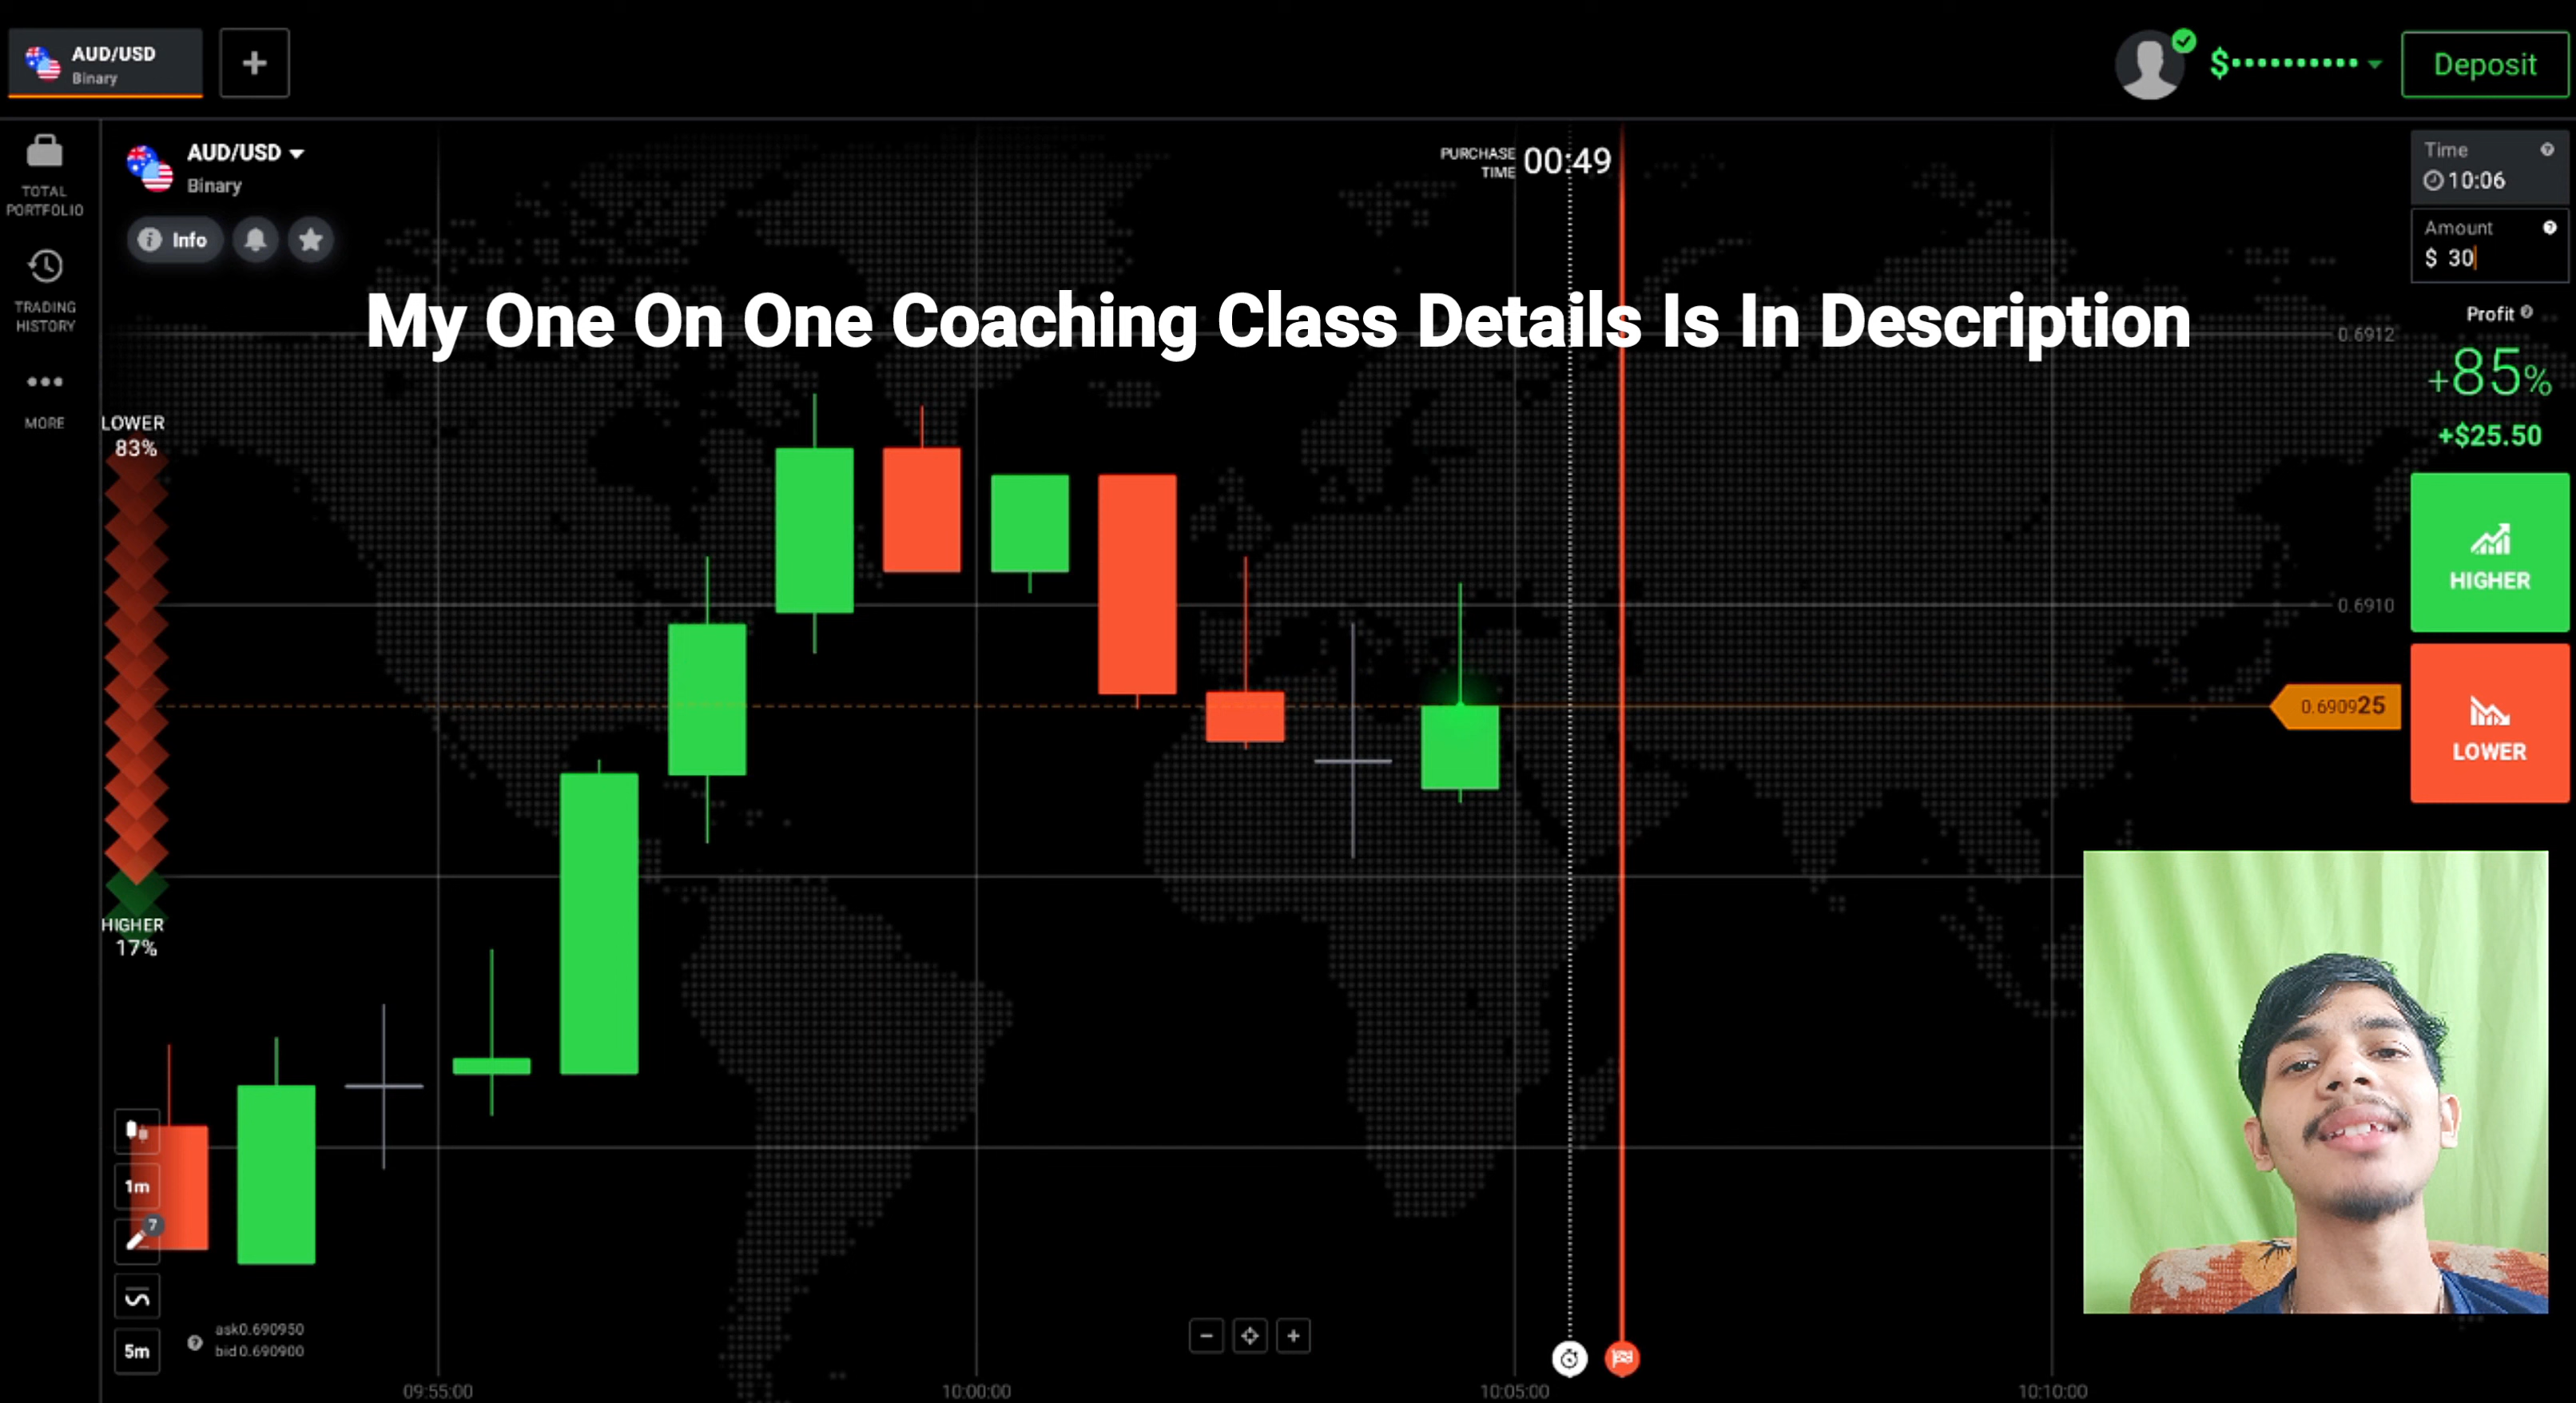 AUD/USD
Binary
+
$••••••••••
Deposit
TOTAL
PORTFOLIO
TRADING
HISTORY
MORE
AUD/USD
Binary
Info
PURCHASE
TIME
00:49
Time
10:06
Amount
$ 30
Profit
+85%
+$25.50
HIGHER
LOWER
My One On One Coaching Class Details Is In Description
LOWER
83%
HIGHER
17%
0.6912
0.6910
0.690925
1m
7
5m
ask0.690950
bid 0.690900
09:55:00
10:00:00
10:05:00
10:10:00